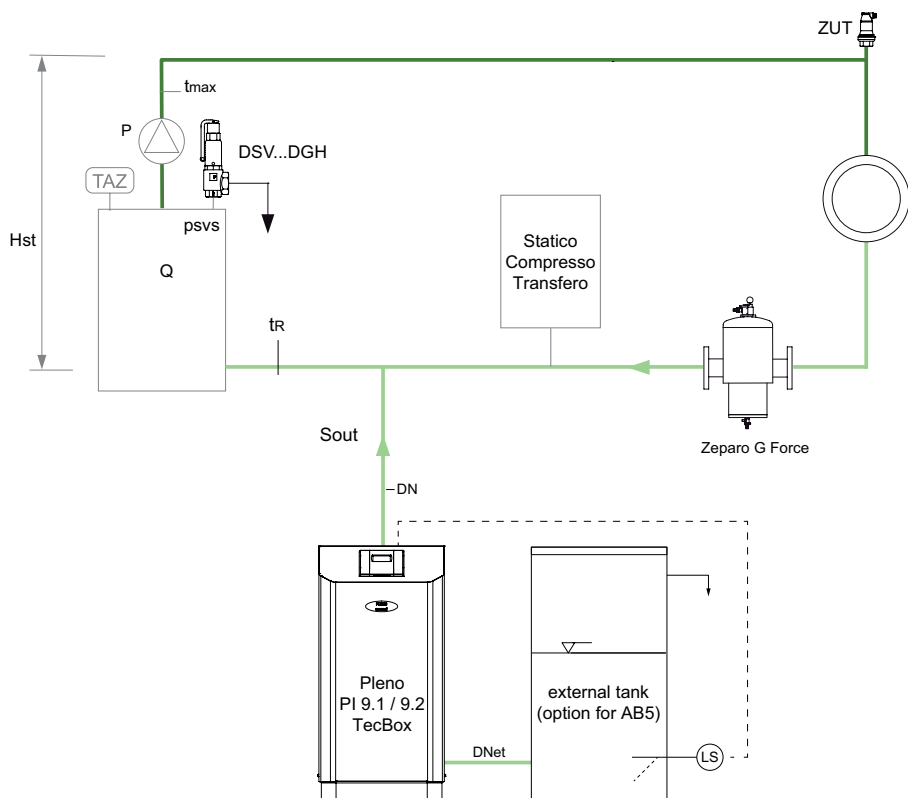 ZUT
tmax
P
DSV...DGH
TAZ
psvs
Hst
Q
Statico
Compresso
Transfero
tR
Sout
Zeparo G Force
DN
Pleno
PI 9.1 / 9.2
TecBox
external tank
(option for AB5)
DNet
LS